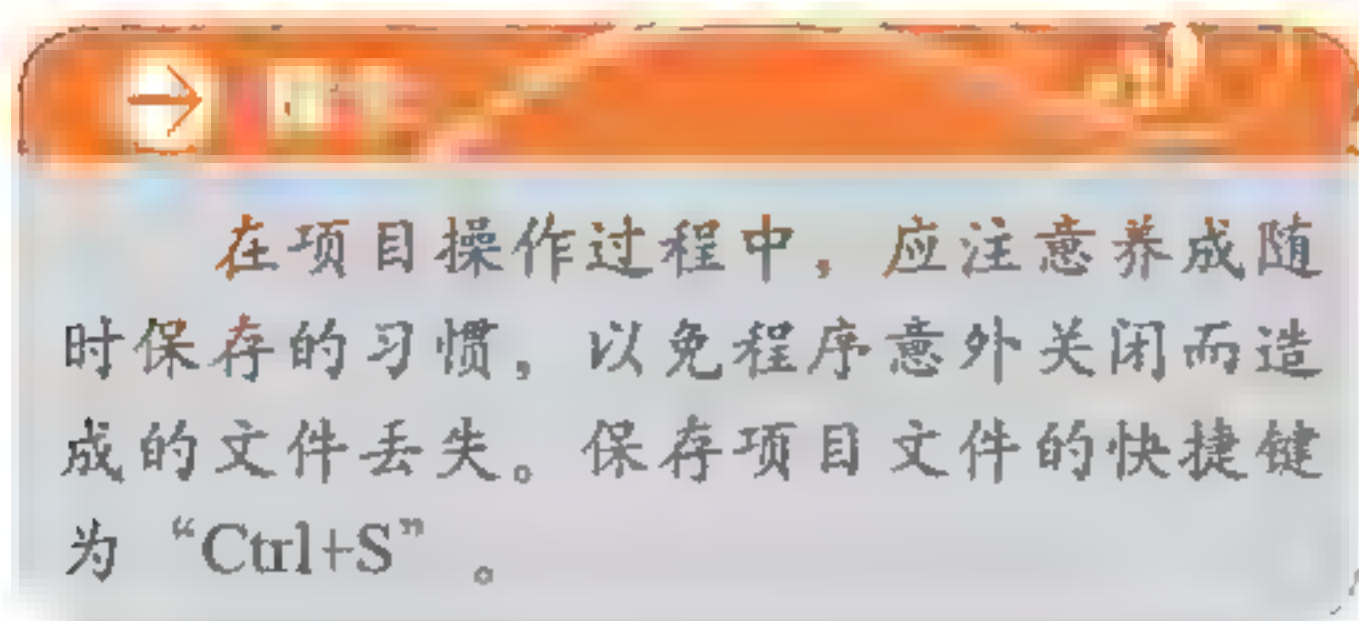 在项目操作过程中，应注意养成随
时保存的习惯，以免程序意外关闭而造
成的文件丢失。保存项目文件的快捷键
为“Ctrl+S”。